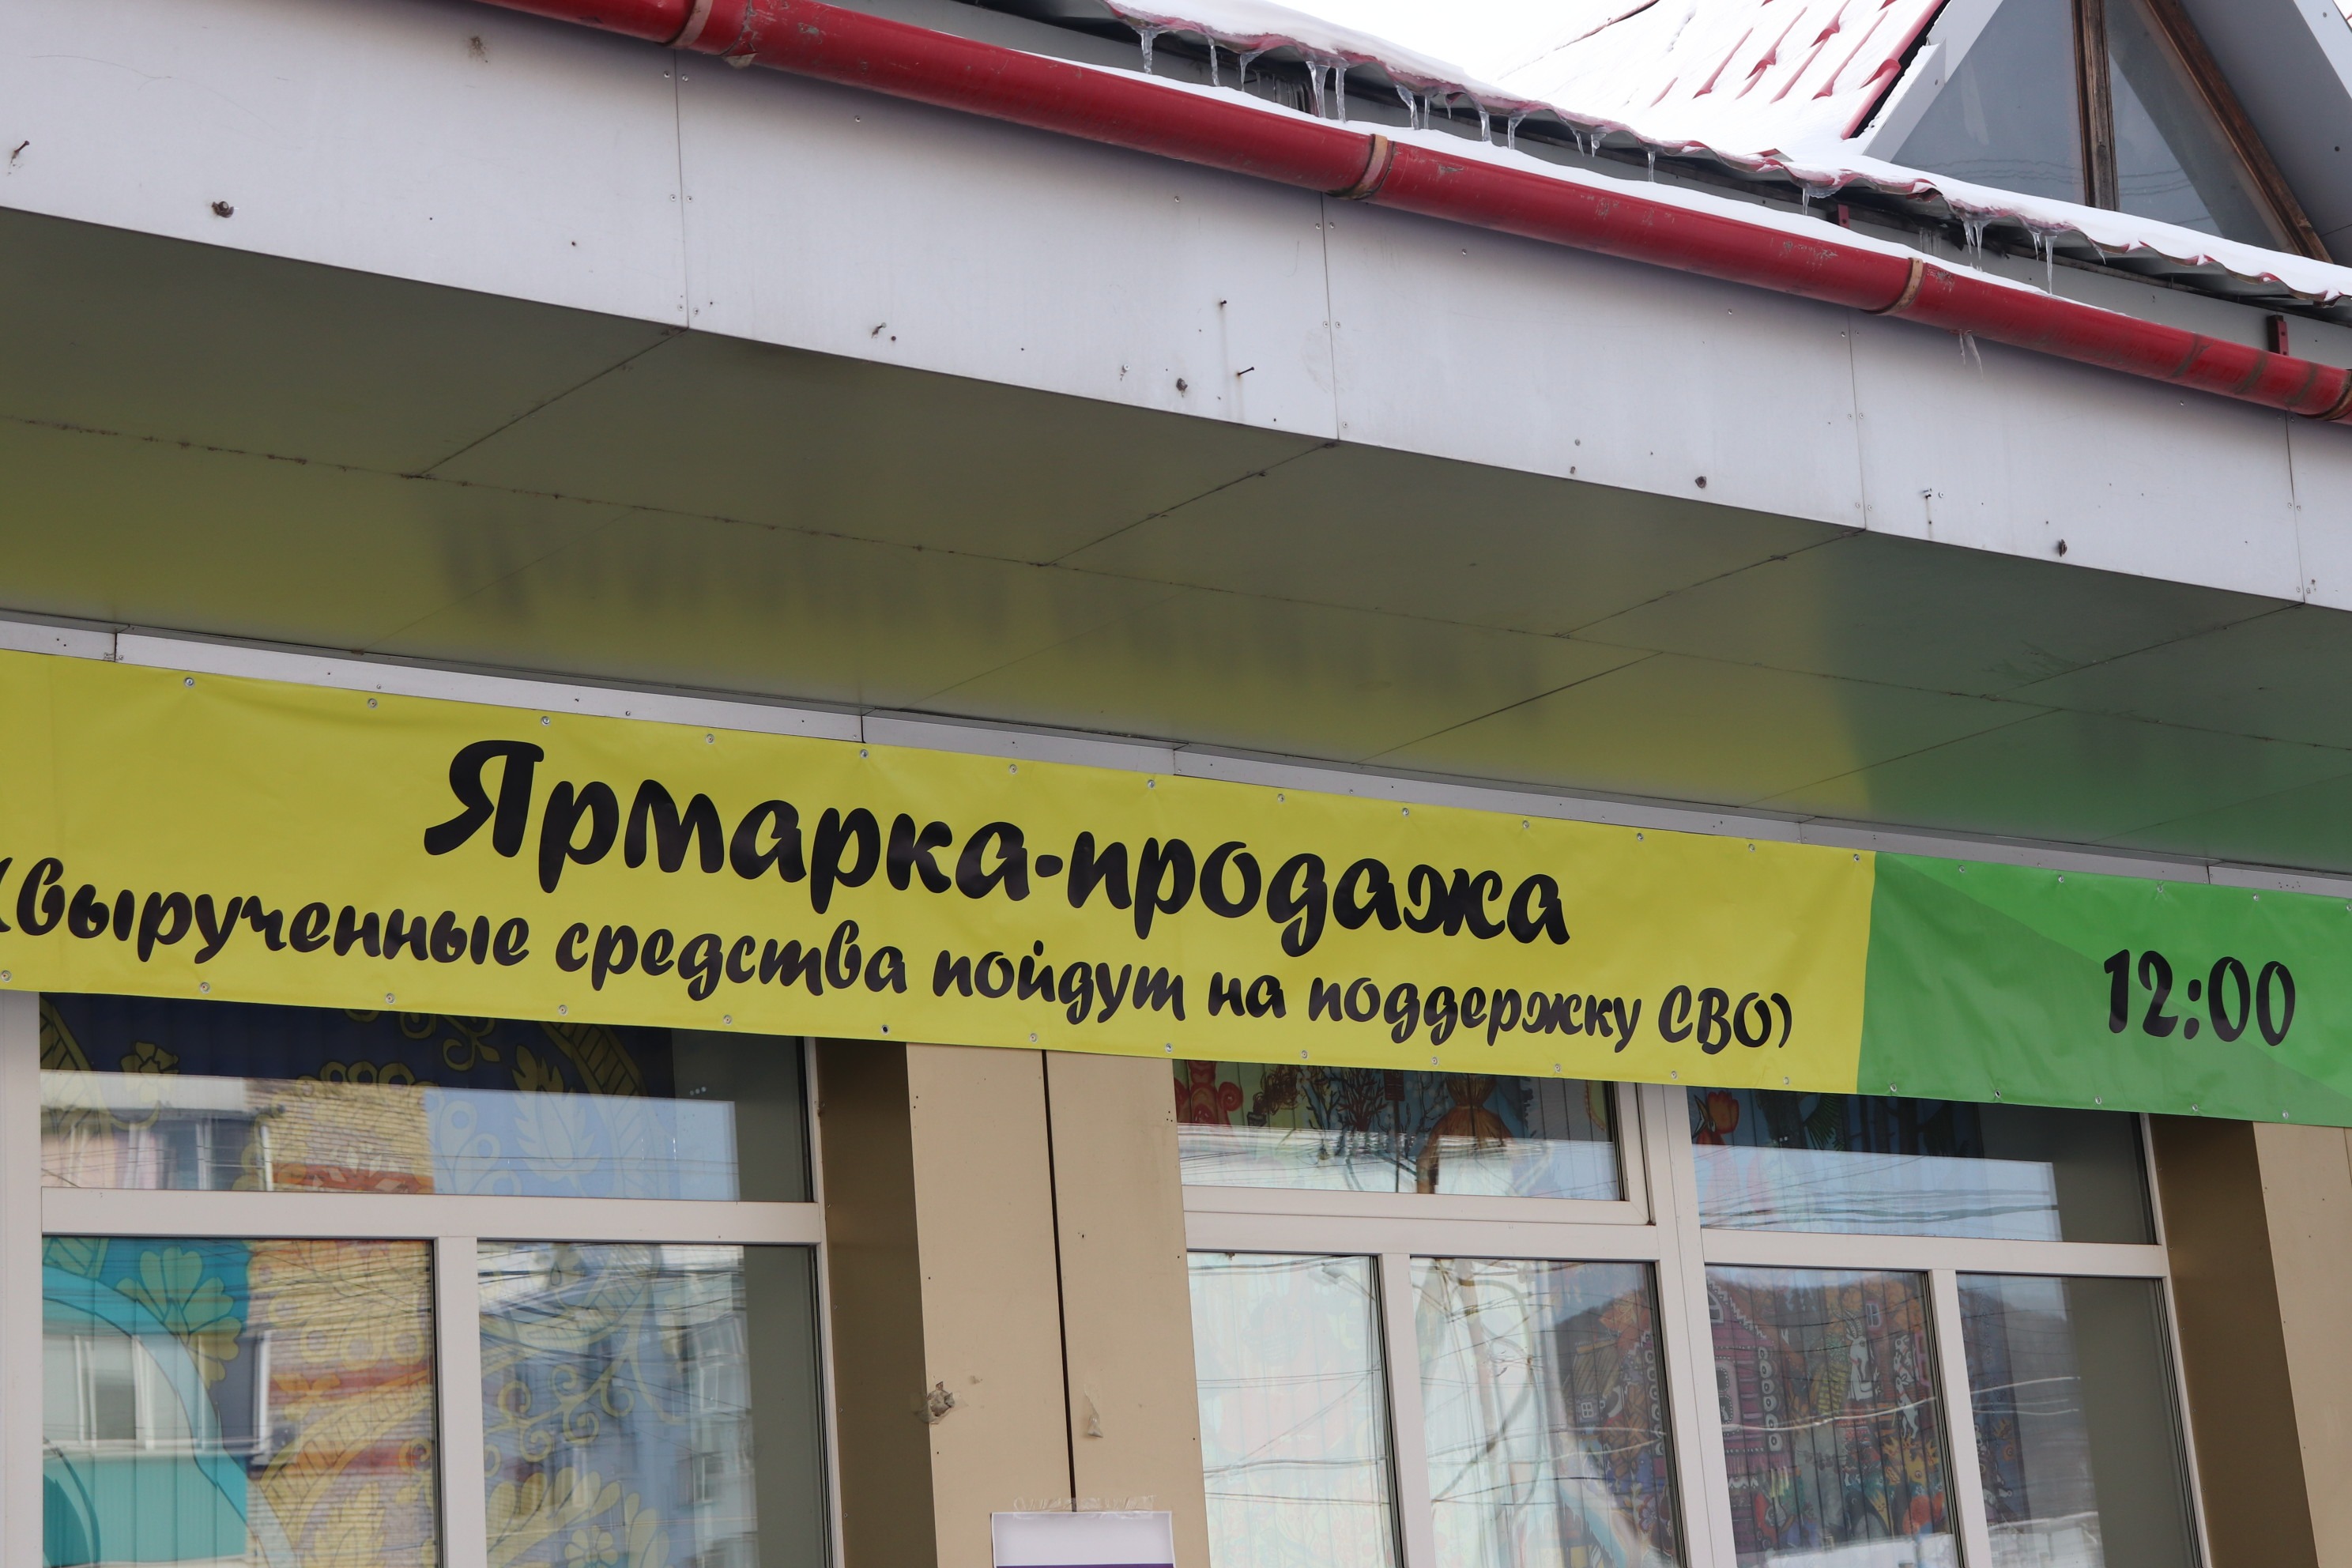 Ярмарка-продажа
(вырученные средства пойдут на поддержку СВО)
12:00